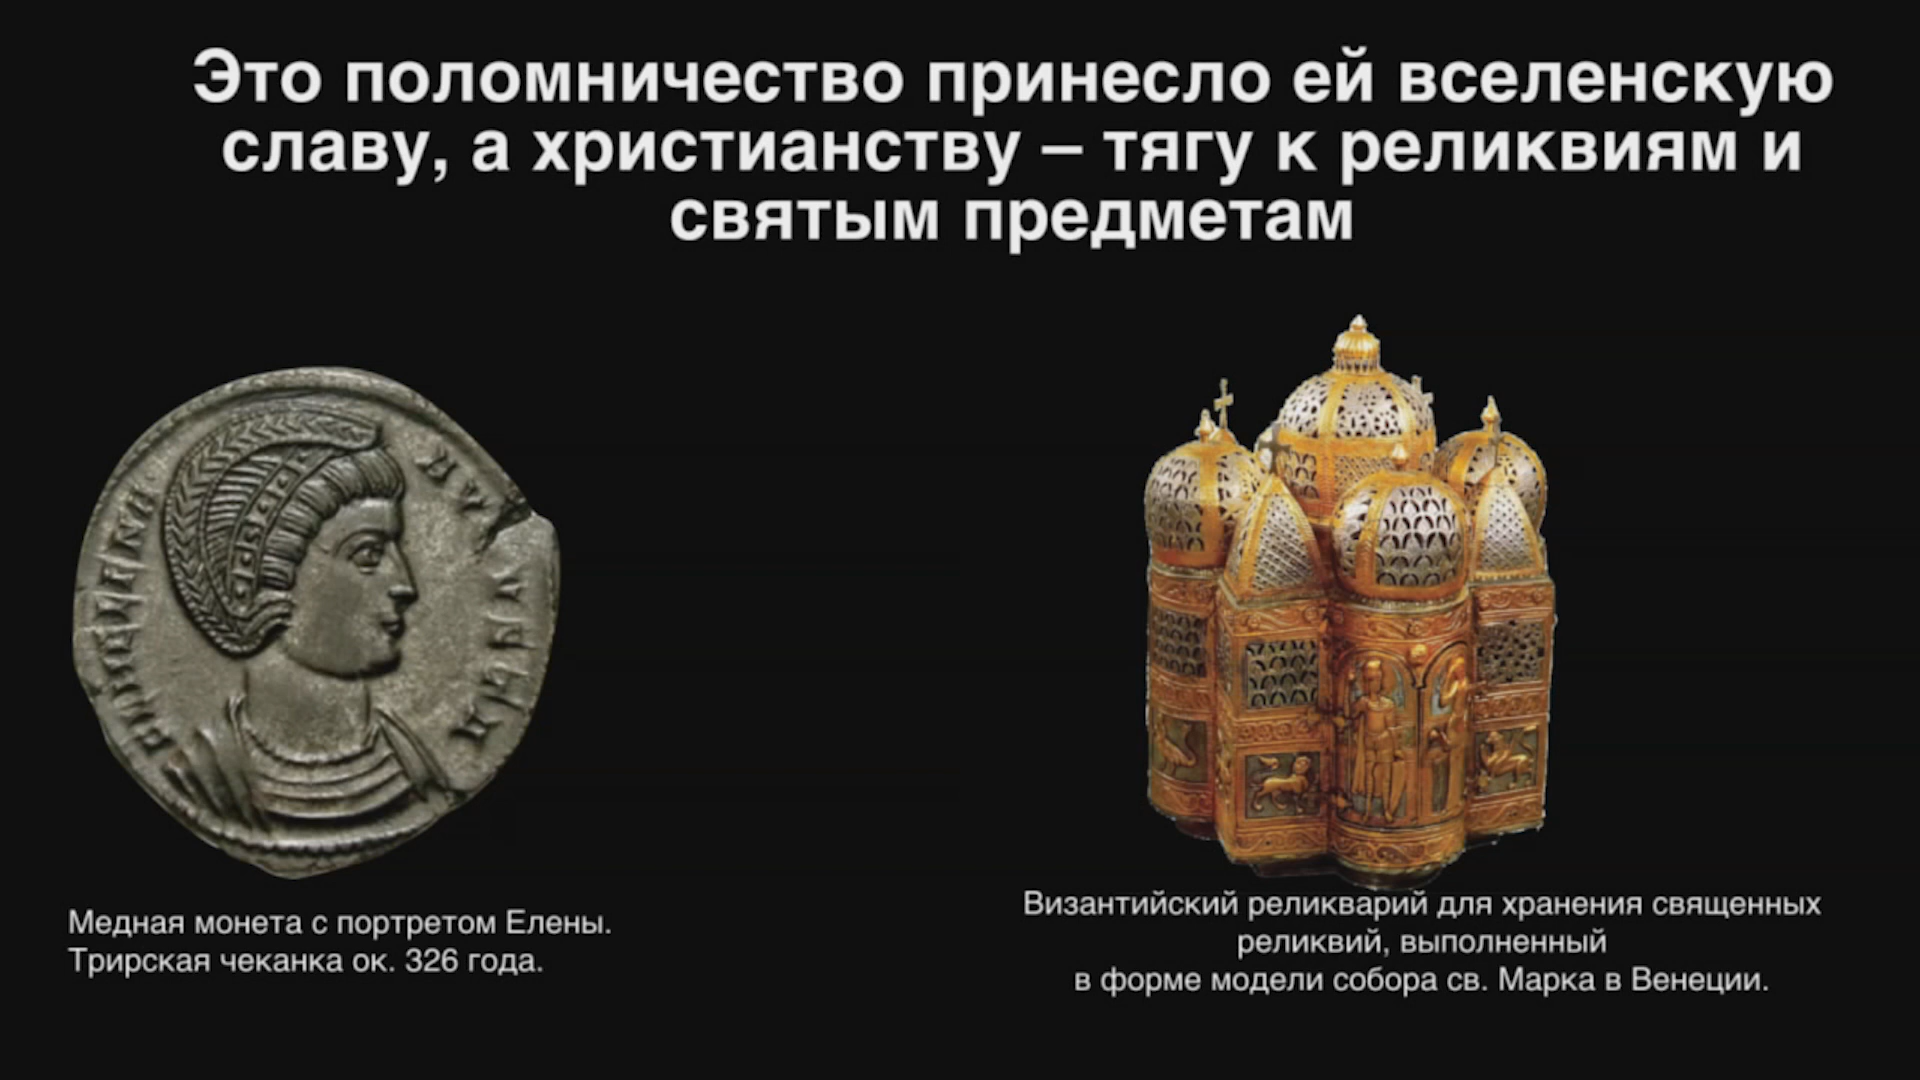 Это поломничество принесло ей вселенскую
славу, а христианству – тягу к реликвиям и
святым предметам
Медная монета с портретом Елены.
Трирская чеканка ок. 326 года.
Византийский реликварий для хранения священных
реликвий, выполненный
в форме модели собора св. Марка в Венеции.